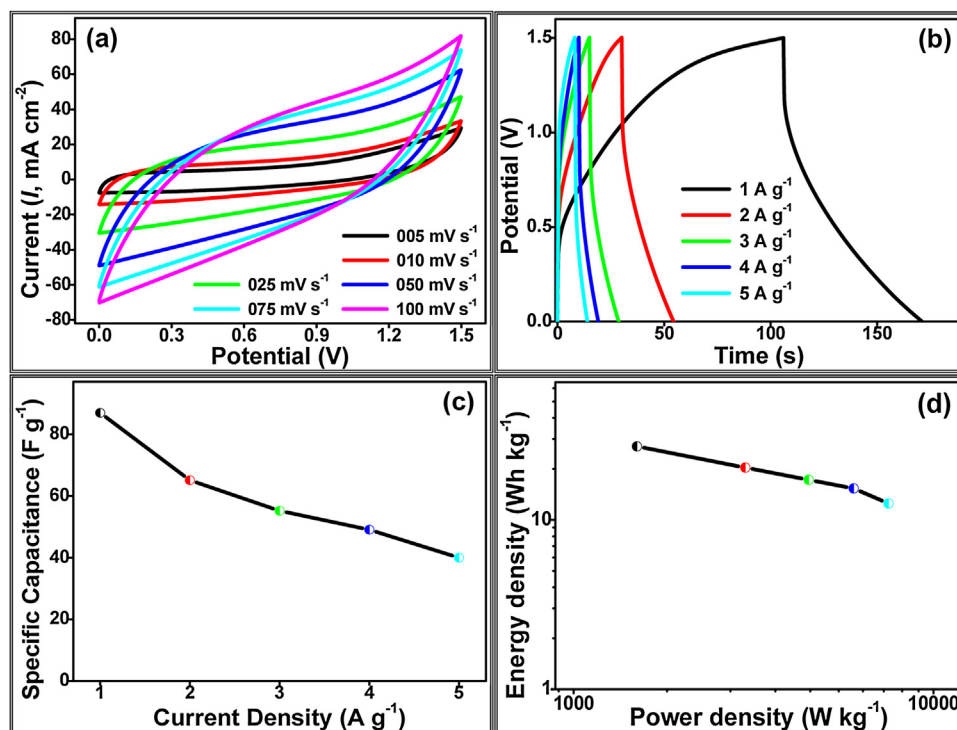 (a)
80
60
40
20
0
-20
-40
-60
-80
Current (I, mA cm⁻²)
005 mV s⁻¹
010 mV s⁻¹
025 mV s⁻¹
050 mV s⁻¹
075 mV s⁻¹
100 mV s⁻¹
0.0 0.3 0.6 0.9 1.2 1.5
Potential (V)
(b)
1.5
1.0
0.5
0.0
Potential (V)
1 A g⁻¹
2 A g⁻¹
3 A g⁻¹
4 A g⁻¹
5 A g⁻¹
0 50 100 150
Time (s)
(c)
80
60
40
20
0
Specific Capacitance (F g⁻¹)
1 2 3 4 5
Current Density (A g⁻¹)
(d)
10
1
Energy density (Wh kg⁻¹)
1000 10000
Power density (W kg⁻¹)